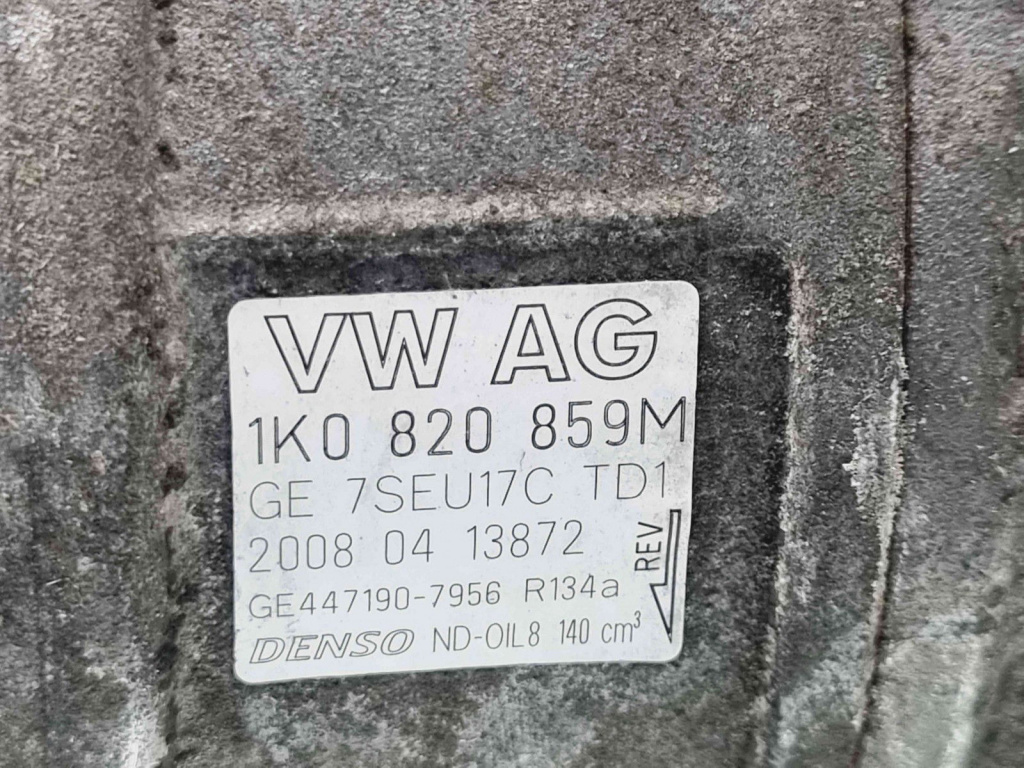 VW AG
1K0 820 859M
GE 7SEU17C TD1
2008 04 13872
REV
GE447190-7956 R134a
DENSO ND-OIL8 140 cm³